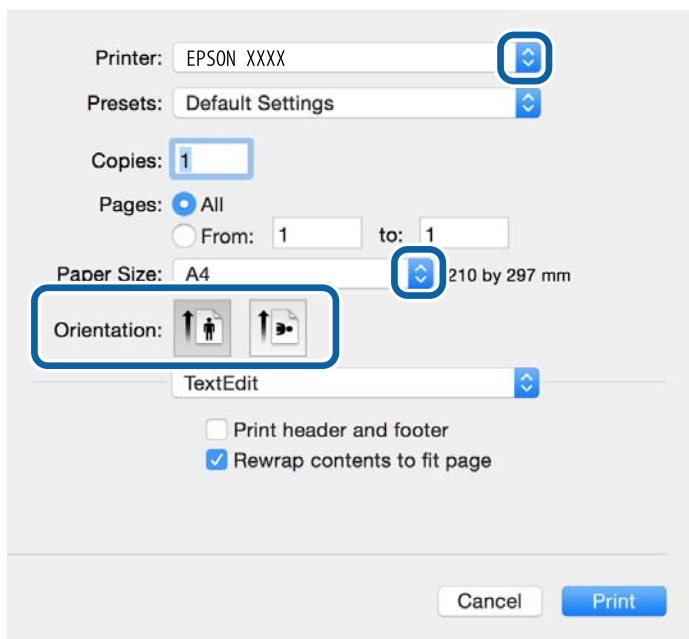 Printer: EPSON XXXX
Presets: Default Settings
Copies: 1
Pages: All
From: 1 to: 1
Paper Size: A4 210 by 297 mm
Orientation:
TextEdit
Print header and footer
Rewrap contents to fit page
Cancel Print